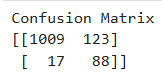 Confusion Matrix
[[1009  123]
 [  17   88]]